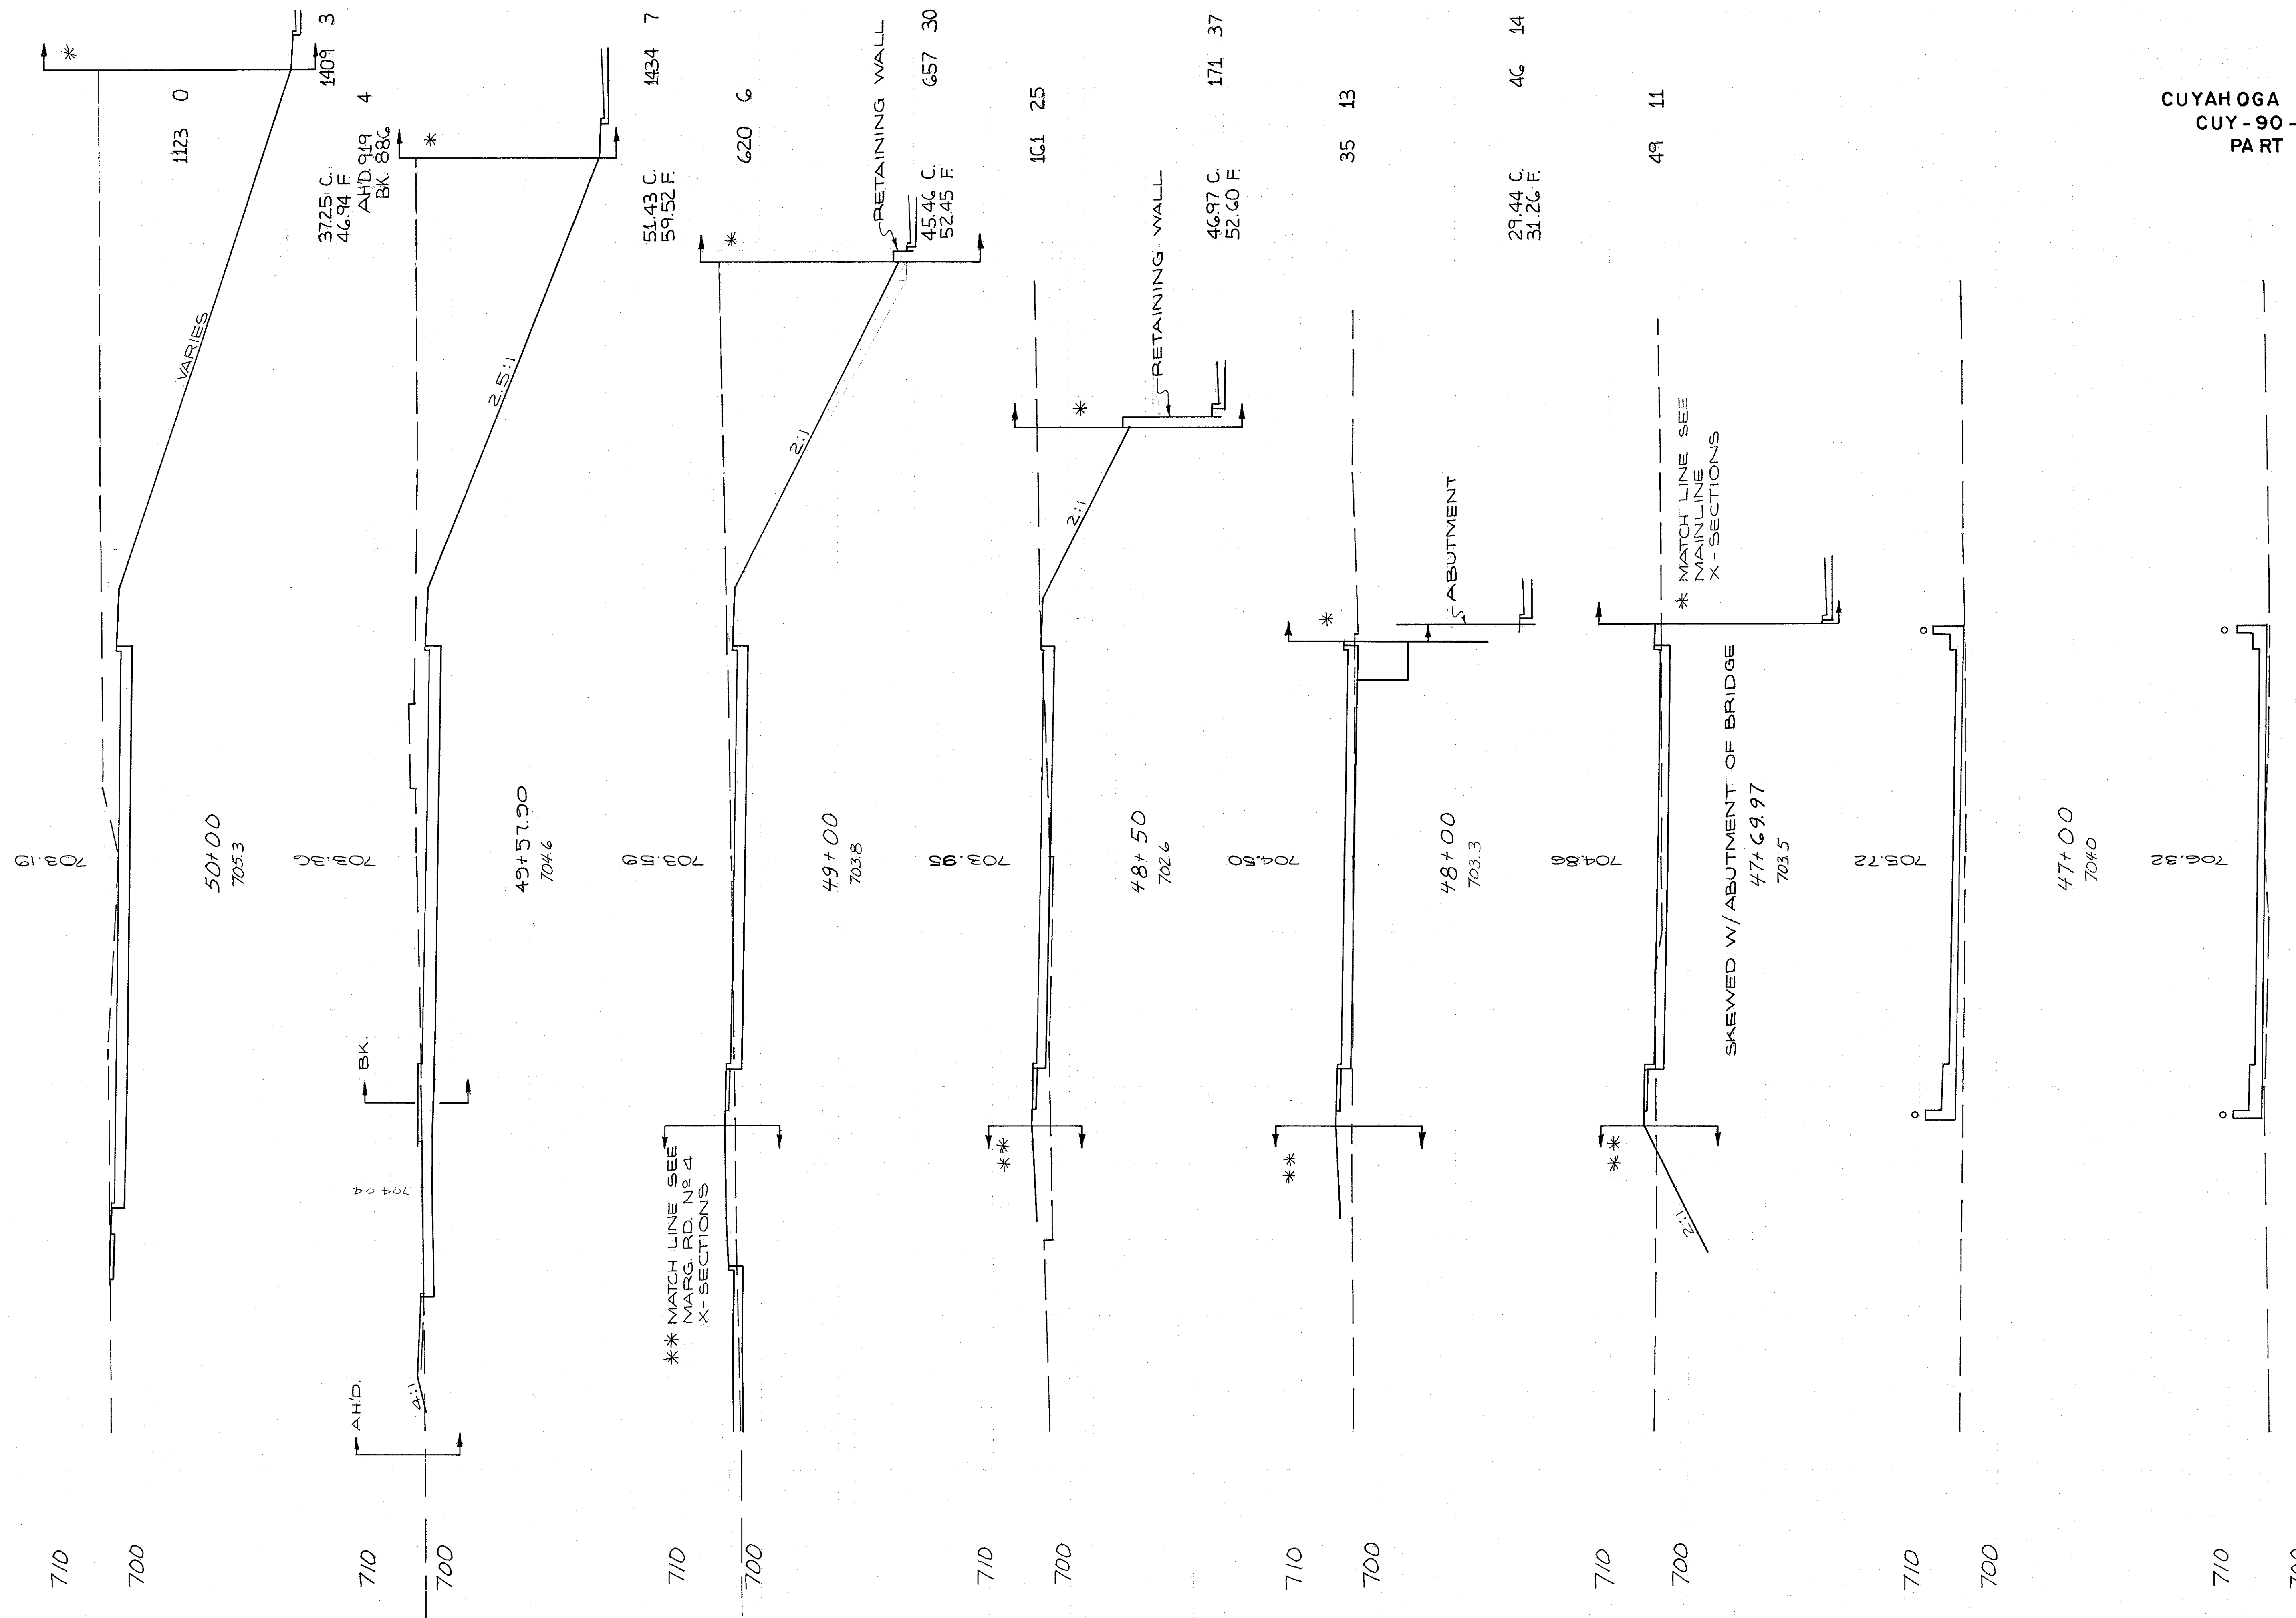 CUYAHOGA
CUY-90-
PART
*
1123 0
VARIES
703.19
50+00
705.3
710
700
1409 3
37.25 C.
46.94 F.
AH'D. 919 4
BK. 886
*
2.5:1
703.36
49+57.90
704.6
BK.
704.04
AH'D.
4:1
710
700
1434 7
51.43 C.
59.52 F.
620 6
*
RETAINING WALL
2:1
703.59
49+00
703.8
** MATCH LINE SEE
MARG. RD. Nº 4
X-SECTIONS
710
700
657 30
45.46 C.
52.45 F.
161 25
*
RETAINING WALL
2:1
703.95
48+50
702.6
**
710
700
171 37
46.97 C.
52.60 F.
35 13
*
ABUTMENT
704.50
48+00
703.3
**
710
700
46 14
29.44 C.
31.26 F.
49 11
* MATCH LINE SEE
MAINLINE
X-SECTIONS
704.86
SKEWED W/ABUTMENT OF BRIDGE
47+69.97
703.5
**
2:1
710
700
705.72
47+00
704.0
710
700
706.32
710
700